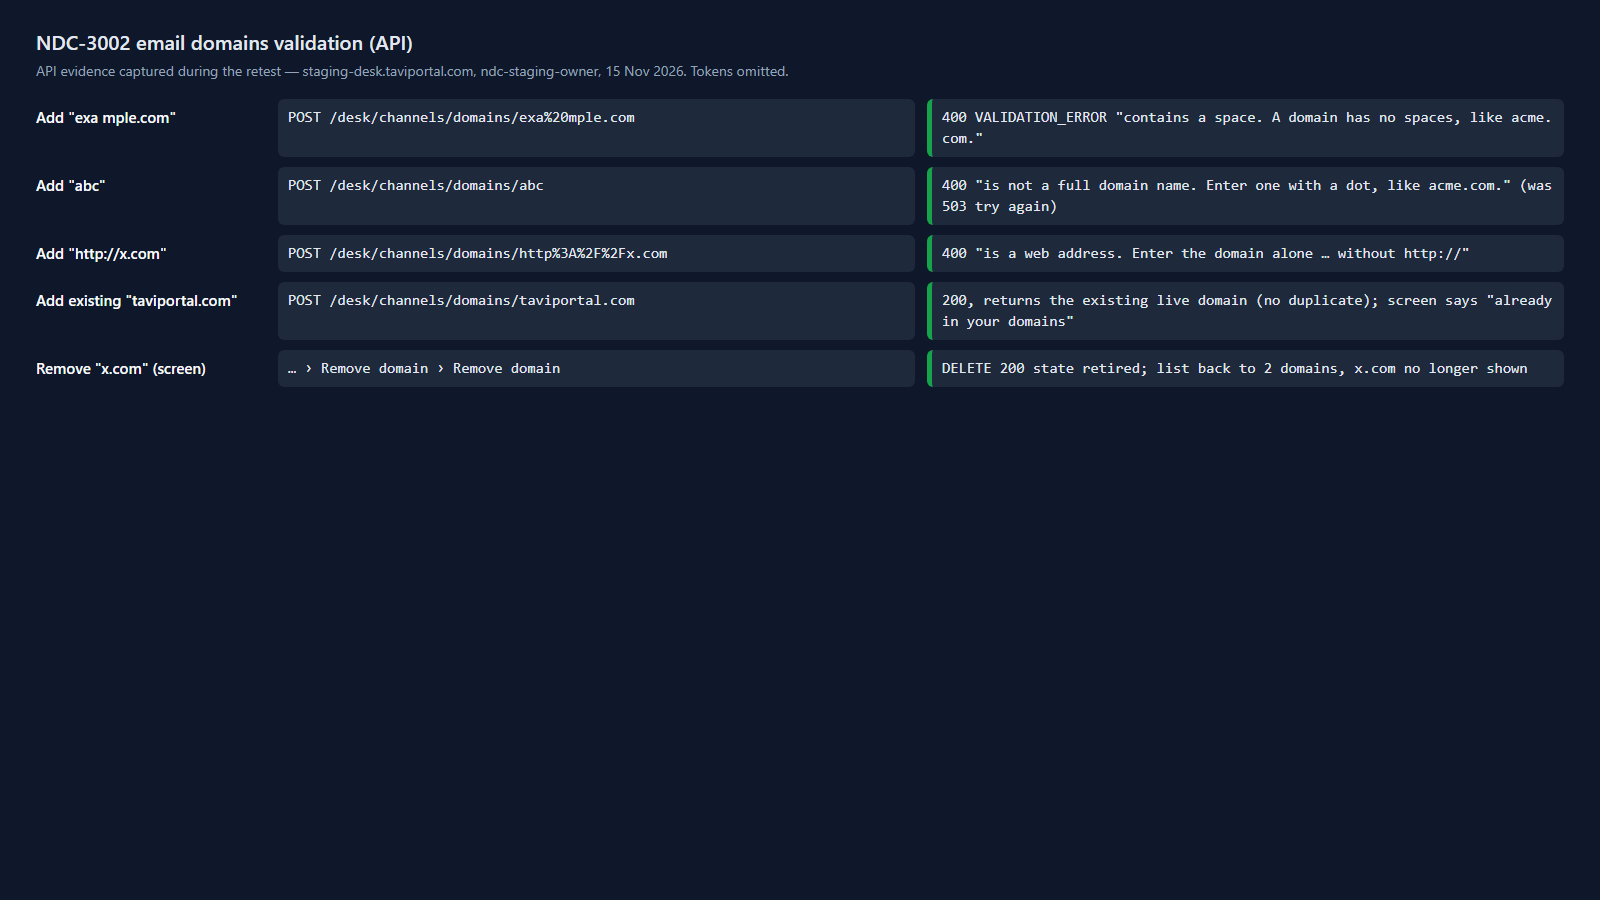 NDC-3002 email domains validation (API)
API evidence captured during the retest — staging-desk.taviportal.com, ndc-staging-owner, 15 Nov 2026. Tokens omitted.
Add "exa mple.com"
POST /desk/channels/domains/exa%20mple.com
400 VALIDATION_ERROR "contains a space. A domain has no spaces, like acme.
com."
Add "abc"
POST /desk/channels/domains/abc
400 "is not a full domain name. Enter one with a dot, like acme.com." (was
503 try again)
Add "http://x.com"
POST /desk/channels/domains/http%3A%2F%2Fx.com
400 "is a web address. Enter the domain alone … without http://"
Add existing "taviportal.com"
POST /desk/channels/domains/taviportal.com
200, returns the existing live domain (no duplicate); screen says "already
in your domains"
Remove "x.com" (screen)
… › Remove domain › Remove domain
DELETE 200 state retired; list back to 2 domains, x.com no longer shown